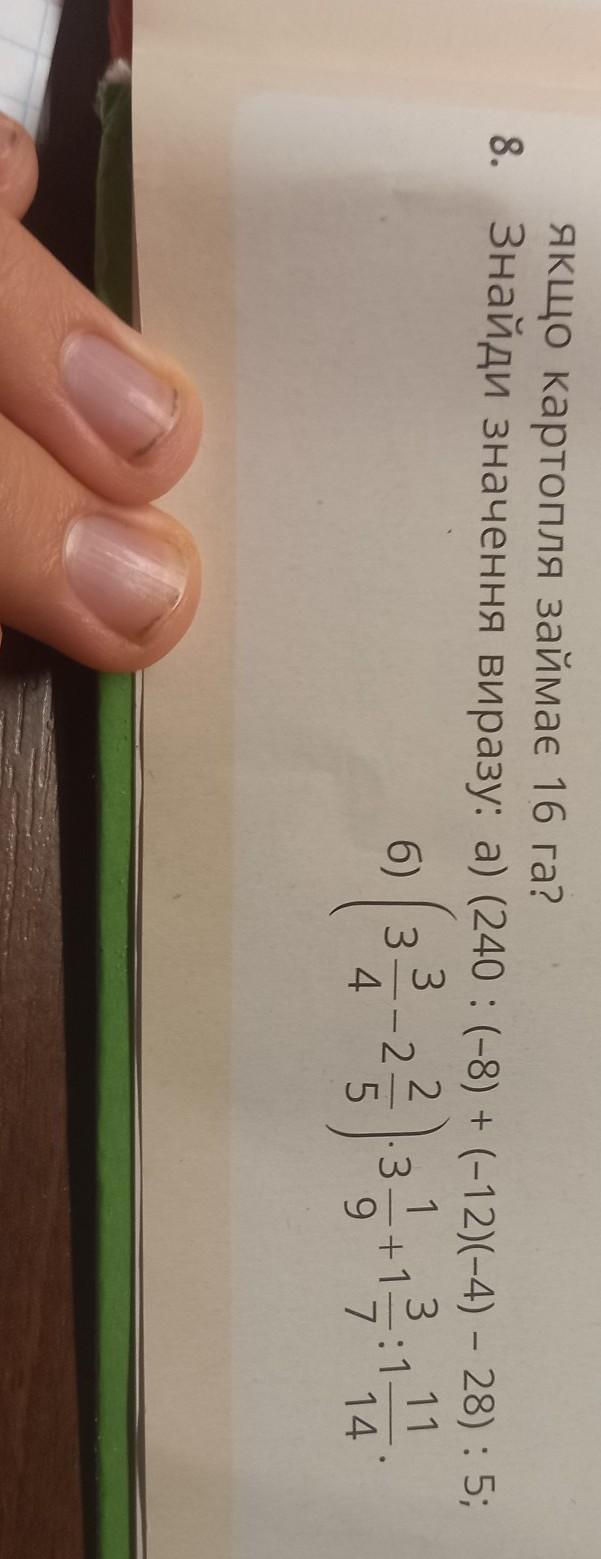 якщо картопля займає 16 га?
8. Знайди значення виразу: а) (240 : (–8) + (–12)(–4) – 28) : 5;
б) (3 3/4 – 2 2/5) · 3 1/9 + 1 3/7 : 1 11/14.